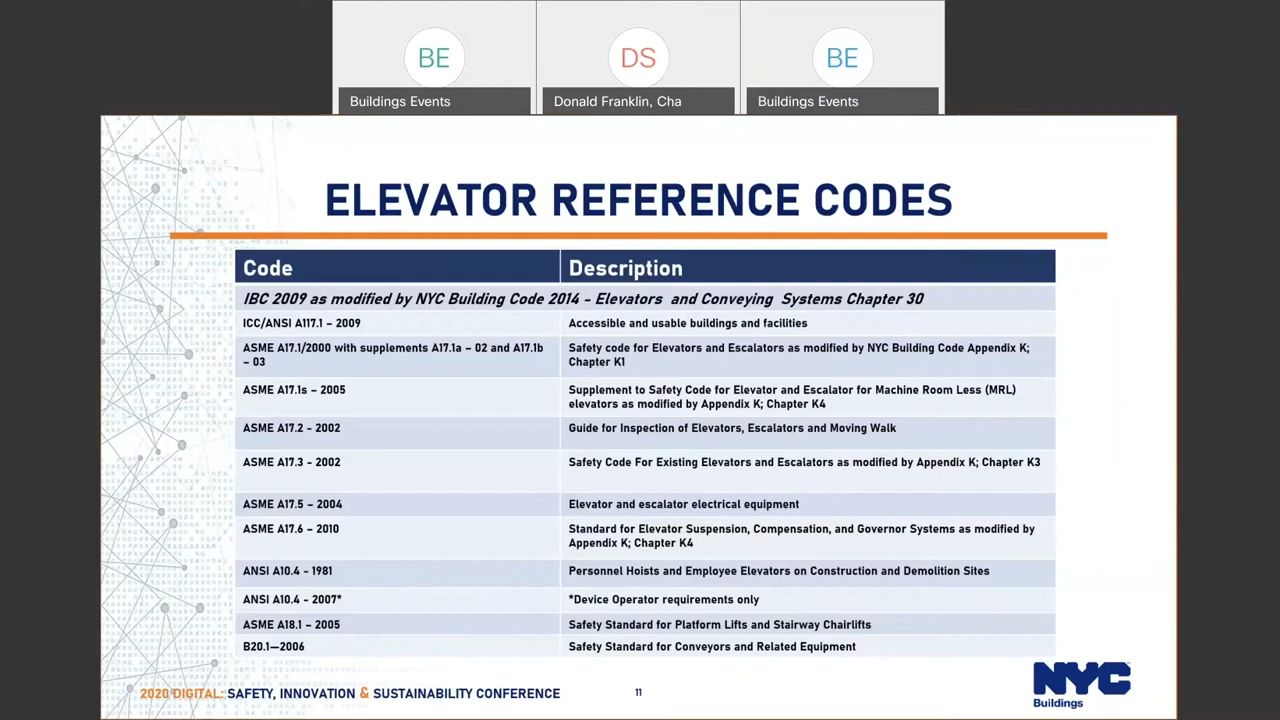 BE
DS
BE
Buildings Events
Donald Franklin, Cha
Buildings Events
ELEVATOR REFERENCE CODES
Code
Description
IBC 2009 as modified by NYC Building Code 2014 - Elevators and Conveying Systems Chapter 30
ICC/ANSI A117.1 – 2009
Accessible and usable buildings and facilities
ASME A17.1/2000 with supplements A17.1a – 02 and A17.1b
– 03
Safety code for Elevators and Escalators as modified by NYC Building Code Appendix K;
Chapter K1
ASME A17.1s – 2005
Supplement to Safety Code for Elevator and Escalator for Machine Room Less (MRL)
elevators as modified by Appendix K; Chapter K4
ASME A17.2 - 2002
Guide for Inspection of Elevators, Escalators and Moving Walk
ASME A17.3 - 2002
Safety Code For Existing Elevators and Escalators as modified by Appendix K; Chapter K3
ASME A17.5 – 2004
Elevator and escalator electrical equipment
ASME A17.6 – 2010
Standard for Elevator Suspension, Compensation, and Governor Systems as modified by
Appendix K; Chapter K4
ANSI A10.4 - 1981
Personnel Hoists and Employee Elevators on Construction and Demolition Sites
ANSI A10.4 - 2007*
*Device Operator requirements only
ASME A18.1 – 2005
Safety Standard for Platform Lifts and Stairway Chairlifts
B20.1—2006
Safety Standard for Conveyors and Related Equipment
2020 DIGITAL: SAFETY, INNOVATION & SUSTAINABILITY CONFERENCE
11
NYC
Buildings